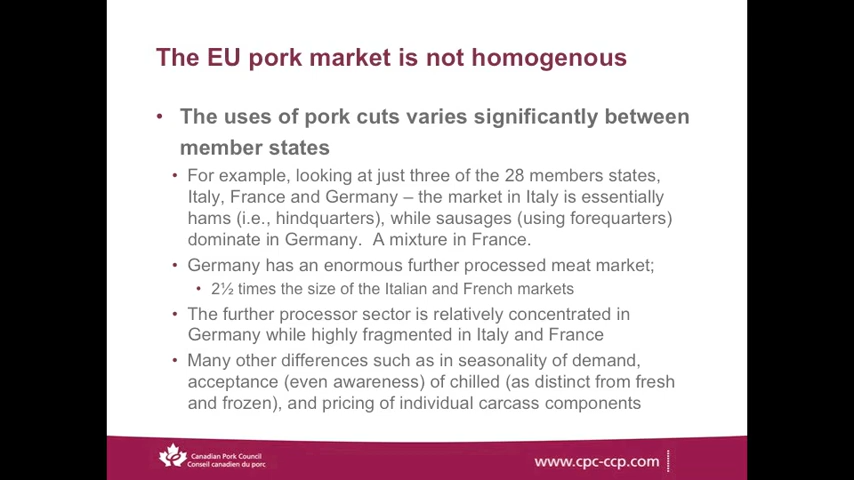 The EU pork market is not homogenous
• The uses of pork cuts varies significantly between
member states
• For example, looking at just three of the 28 members states,
Italy, France and Germany – the market in Italy is essentially
hams (i.e., hindquarters), while sausages (using forequarters)
dominate in Germany. A mixture in France.
• Germany has an enormous further processed meat market;
• 2½ times the size of the Italian and French markets
• The further processor sector is relatively concentrated in
Germany while highly fragmented in Italy and France
• Many other differences such as in seasonality of demand,
acceptance (even awareness) of chilled (as distinct from fresh
and frozen), and pricing of individual carcass components
Canadian Pork Council
Conseil canadien du porc
www.cpc-ccp.com